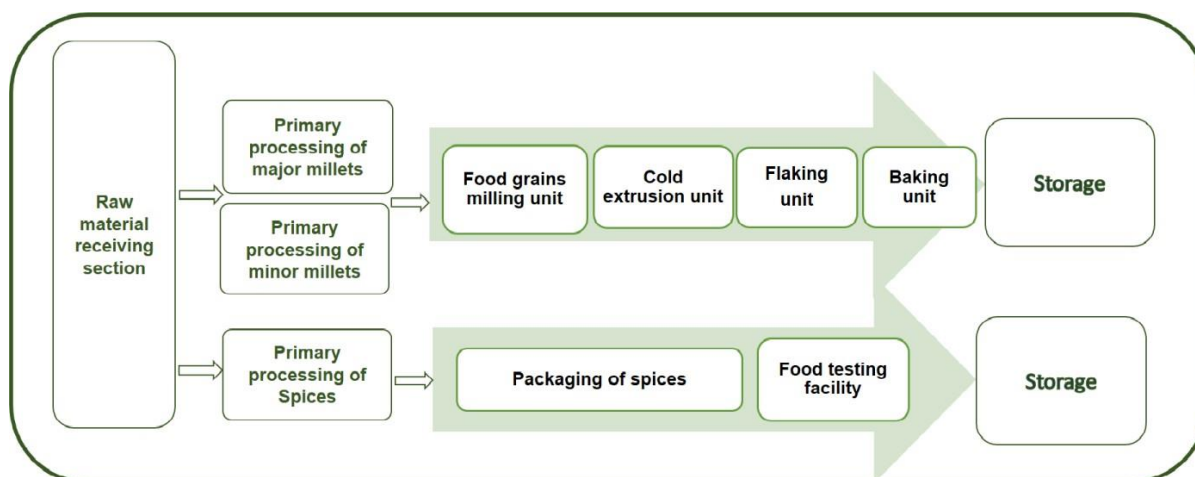 Raw
material
receiving
section
Primary
processing of
major millets
Primary
processing of
minor millets
Food grains
milling unit
Cold
extrusion unit
Flaking
unit
Baking
unit
Storage
Primary
processing of
Spices
Packaging of spices
Food testing
facility
Storage